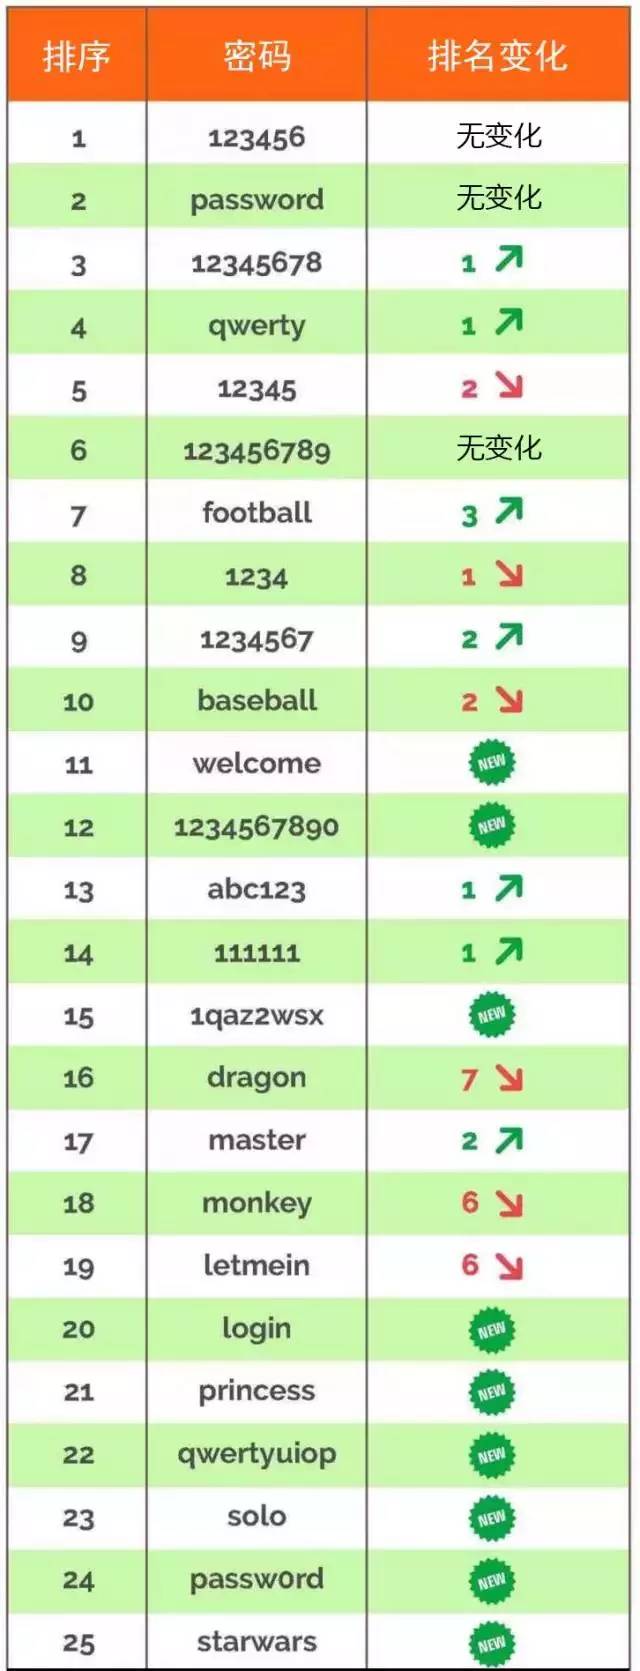 排序 密码 排名变化
1 123456 无变化
2 password 无变化
3 12345678 1
4 qwerty 1
5 12345 2
6 123456789 无变化
7 football 3
8 1234 1
9 1234567 2
10 baseball 2
11 welcome NEW
12 1234567890 NEW
13 abc123 1
14 111111 1
15 1qaz2wsx NEW
16 dragon 7
17 master 2
18 monkey 6
19 letmein 6
20 login NEW
21 princess NEW
22 qwertyuiop NEW
23 solo NEW
24 passw0rd NEW
25 starwars NEW